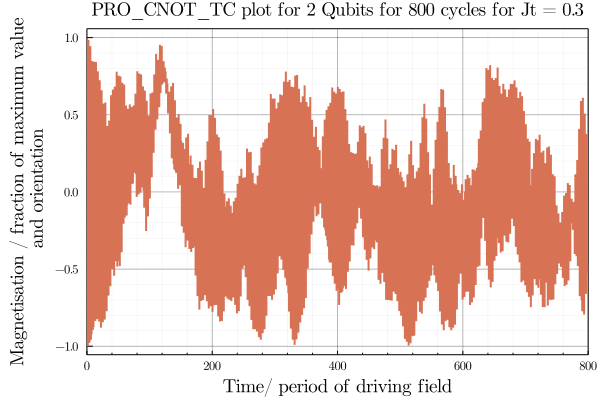 PRO_CNOT_TC plot for 2 Qubits for 800 cycles for Jt = 0.3
Magnetisation / fraction of maximum value
and orientation
1.0
0.5
0.0
−0.5
−1.0
0 200 400 600 800
Time/ period of driving field